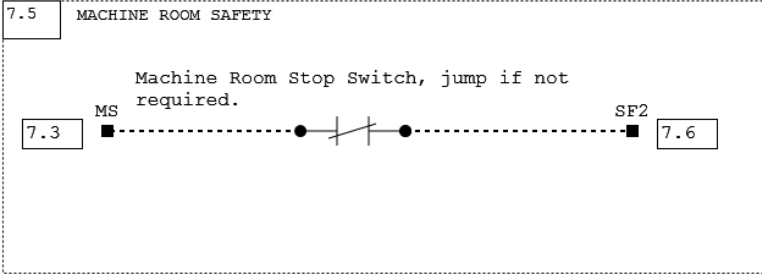 7.5 MACHINE ROOM SAFETY
Machine Room Stop Switch, jump if not
required.
MS
SF2
7.3
7.6